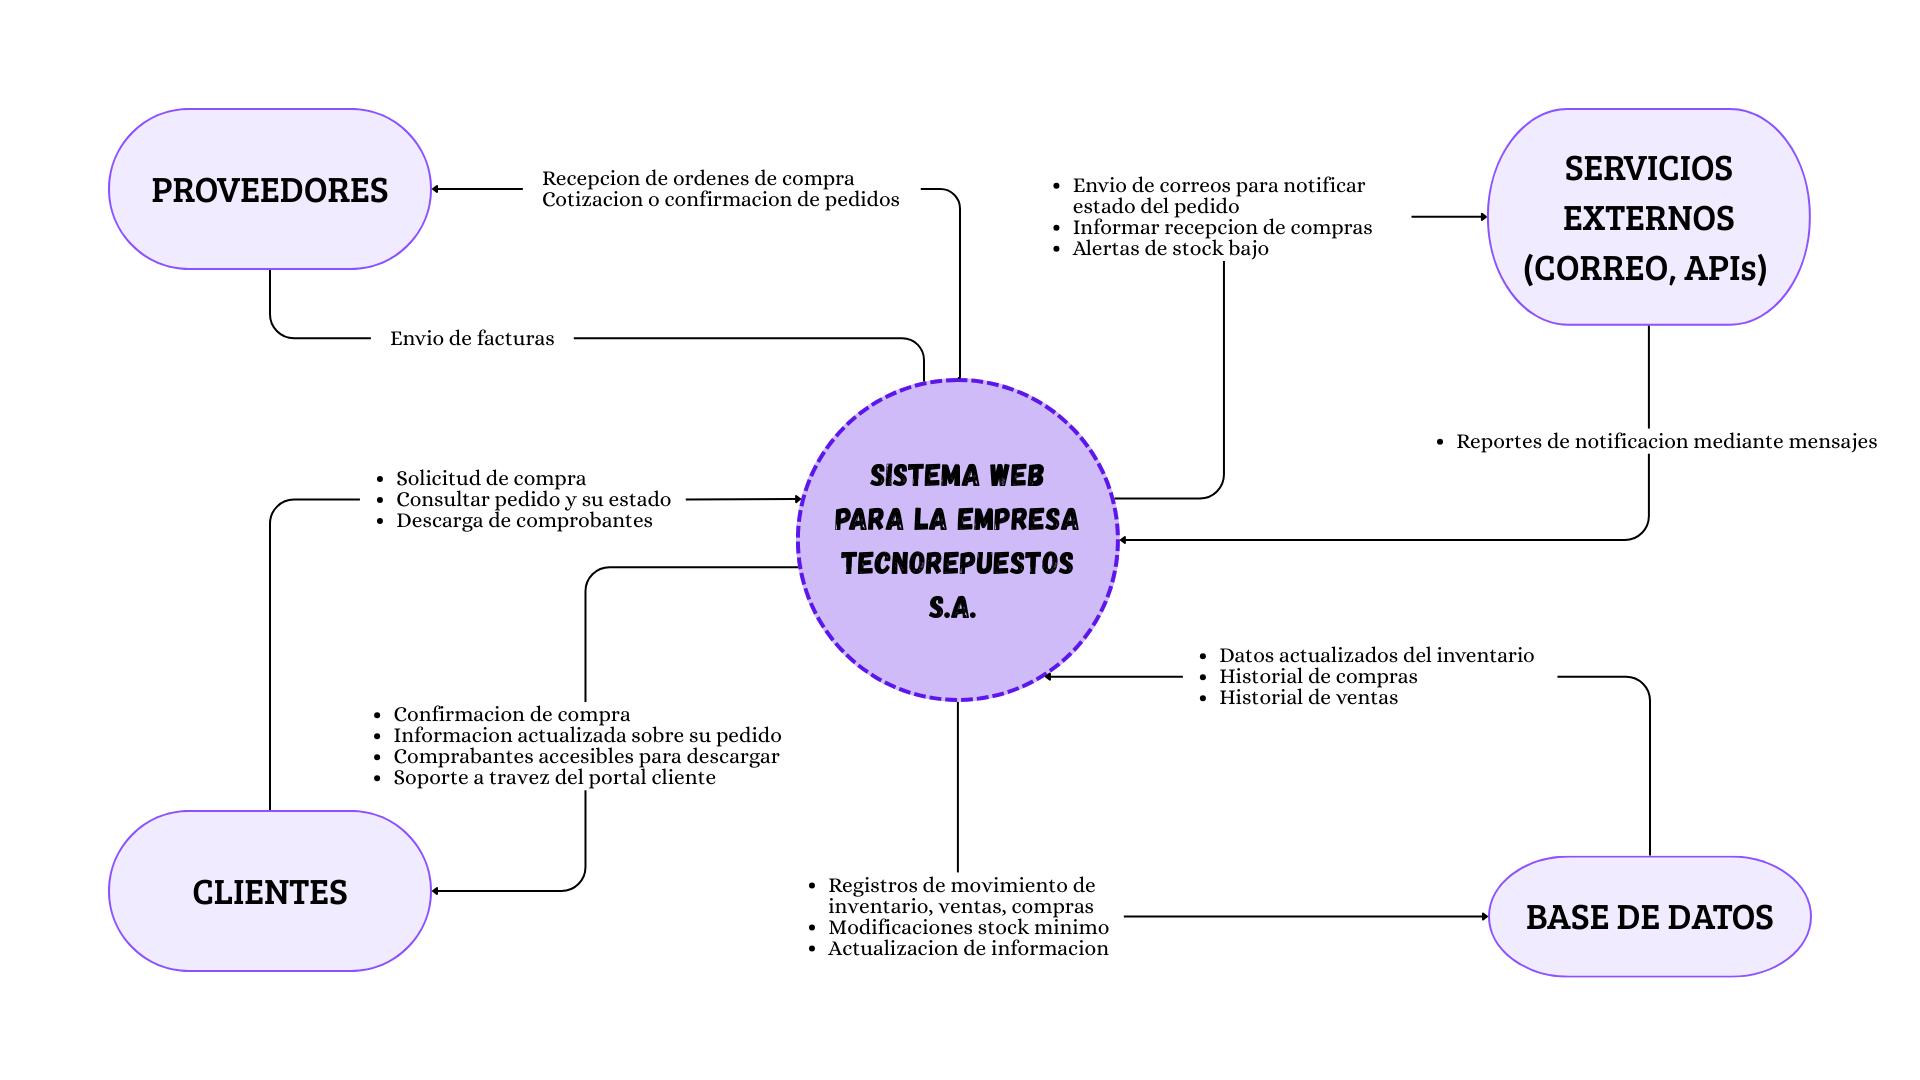 PROVEEDORES
Recepcion de ordenes de compra
Cotizacion o confirmacion de pedidos
Envio de facturas
• Envio de correos para notificar
estado del pedido
• Informar recepcion de compras
• Alertas de stock bajo
SERVICIOS
EXTERNOS
(CORREO, APIs)
• Reportes de notificacion mediante mensajes
• Solicitud de compra
• Consultar pedido y su estado
• Descarga de comprobantes
SISTEMA WEB
PARA LA EMPRESA
TECNOREPUESTOS
S.A.
• Confirmacion de compra
• Informacion actualizada sobre su pedido
• Comprabantes accesibles para descargar
• Soporte a travez del portal cliente
• Datos actualizados del inventario
• Historial de compras
• Historial de ventas
CLIENTES
• Registros de movimiento de
inventario, ventas, compras
• Modificaciones stock minimo
• Actualizacion de informacion
BASE DE DATOS